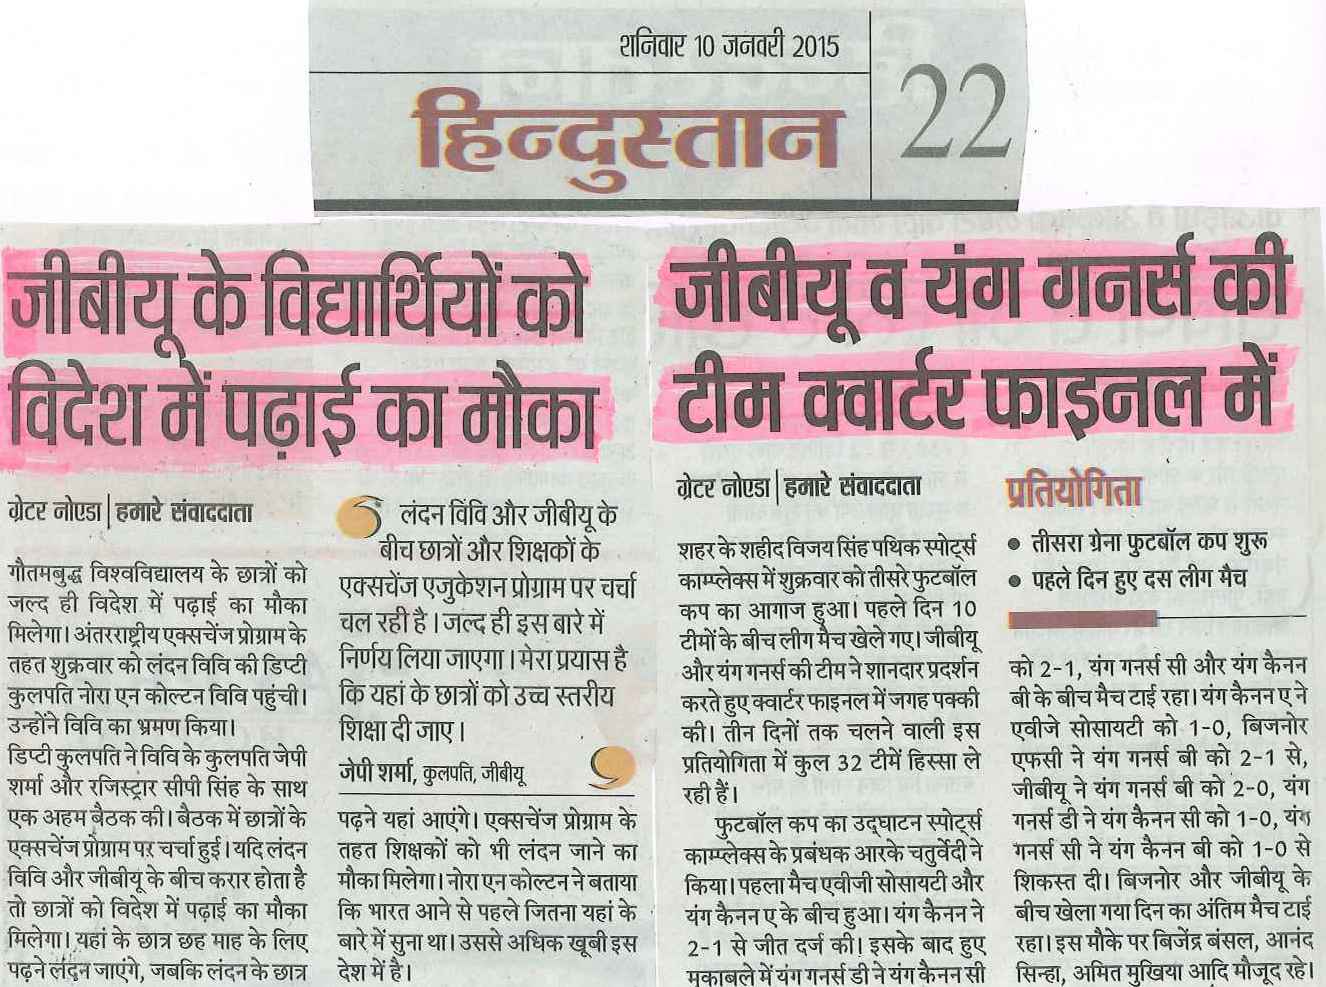 शनिवार 10 जनवरी 2015
हिन्दुस्तान
22
जीबीयू के विद्यार्थियों को
विदेश में पढ़ाई का मौका
ग्रेटर नोएडा | हमारे संवाददाता
गौतमबुद्ध विश्वविद्यालय के छात्रों को
जल्द ही विदेश में पढ़ाई का मौका
मिलेगा। अंतरराष्ट्रीय एक्सचेंज प्रोग्राम के
तहत शुक्रवार को लंदन विवि की डिप्टी
कुलपति नोरा एन कोल्टन विवि पहुंची।
उन्होंने विवि का भ्रमण किया।
डिप्टी कुलपति ने विवि के कुलपति जेपी
शर्मा और रजिस्ट्रार सीपी सिंह के साथ
एक अहम बैठक की। बैठक में छात्रों के
एक्सचेंज प्रोग्राम पर चर्चा हुई। यदि लंदन
विवि और जीबीयू के बीच करार होता है
तो छात्रों को विदेश में पढ़ाई का मौका
मिलेगा। यहां के छात्र छह माह के लिए
पढ़ने लंदन जाएंगे, जबकि लंदन के छात्र
लंदन विवि और जीबीयू के
बीच छात्रों और शिक्षकों के
एक्सचेंज एजुकेशन प्रोग्राम पर चर्चा
चल रही है। जल्द ही इस बारे में
निर्णय लिया जाएगा। मेरा प्रयास है
कि यहां के छात्रों को उच्च स्तरीय
शिक्षा दी जाए।
जेपी शर्मा, कुलपति, जीबीयू
पढ़ने यहां आएंगे। एक्सचेंज प्रोग्राम के
तहत शिक्षकों को भी लंदन जाने का
मौका मिलेगा। नोरा एन कोल्टन ने बताया
कि भारत आने से पहले जितना यहां के
बारे में सुना था। उससे अधिक खूबी इस
देश में है।
जीबीयू व यंग गनर्स की
टीम क्वार्टर फाइनल में
ग्रेटर नोएडा | हमारे संवाददाता
शहर के शहीद विजय सिंह पथिक स्पोर्ट्स
काम्प्लेक्स में शुक्रवार को तीसरे फुटबॉल
कप का आगाज हुआ। पहले दिन 10
टीमों के बीच लीग मैच खेले गए। जीबीयू
और यंग गनर्स की टीम ने शानदार प्रदर्शन
करते हुए क्वार्टर फाइनल में जगह पक्की
की। तीन दिनों तक चलने वाली इस
प्रतियोगिता में कुल 32 टीमें हिस्सा ले
रही हैं।
फुटबॉल कप का उद्घाटन स्पोर्ट्स
काम्प्लेक्स के प्रबंधक आरके चतुर्वेदी ने
किया। पहला मैच एवीजी सोसायटी और
यंग कैनन ए के बीच हुआ। यंग कैनन ने
2-1 से जीत दर्ज की। इसके बाद हुए
मुकाबले में यंग गनर्स डी ने यंग कैनन सी
प्रतियोगिता
• तीसरा ग्रेना फुटबॉल कप शुरू
• पहले दिन हुए दस लीग मैच
को 2-1, यंग गनर्स सी और यंग कैनन
बी के बीच मैच टाई रहा। यंग कैनन ए ने
एवीजे सोसायटी को 1-0, बिजनोर
एफसी ने यंग गनर्स बी को 2-1 से,
जीबीयू ने यंग गनर्स बी को 2-0, यंग
गनर्स डी ने यंग कैनन सी को 1-0, यंग
गनर्स सी ने यंग कैनन बी को 1-0 से
शिकस्त दी। बिजनोर और जीबीयू के
बीच खेला गया दिन का अंतिम मैच टाई
रहा। इस मौके पर बिजेंद्र बंसल, आनंद
सिन्हा, अमित मुखिया आदि मौजूद रहे।